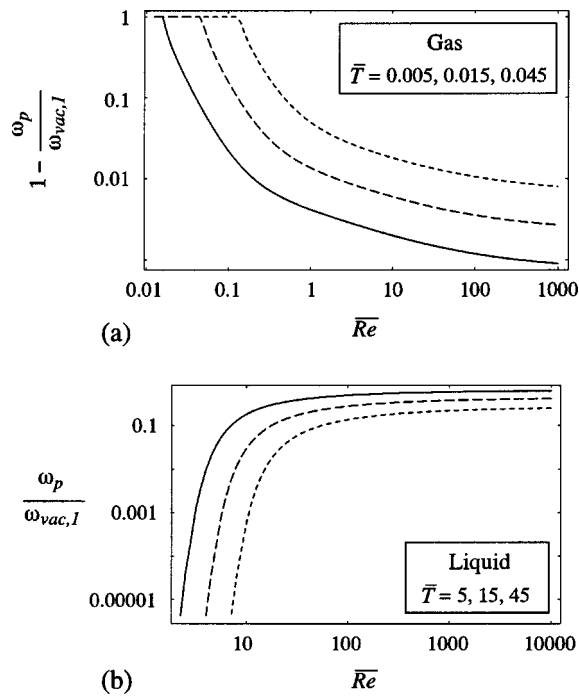 1
0.1
0.01
1 - ωp/ωvac,1
Gas
T̅ = 0.005, 0.015, 0.045
0.01 0.1 1 10 100 1000
R̅e̅
(a)
0.1
0.001
0.00001
ωp/ωvac,1
Liquid
T̅ = 5, 15, 45
10 100 1000 10000
R̅e̅
(b)